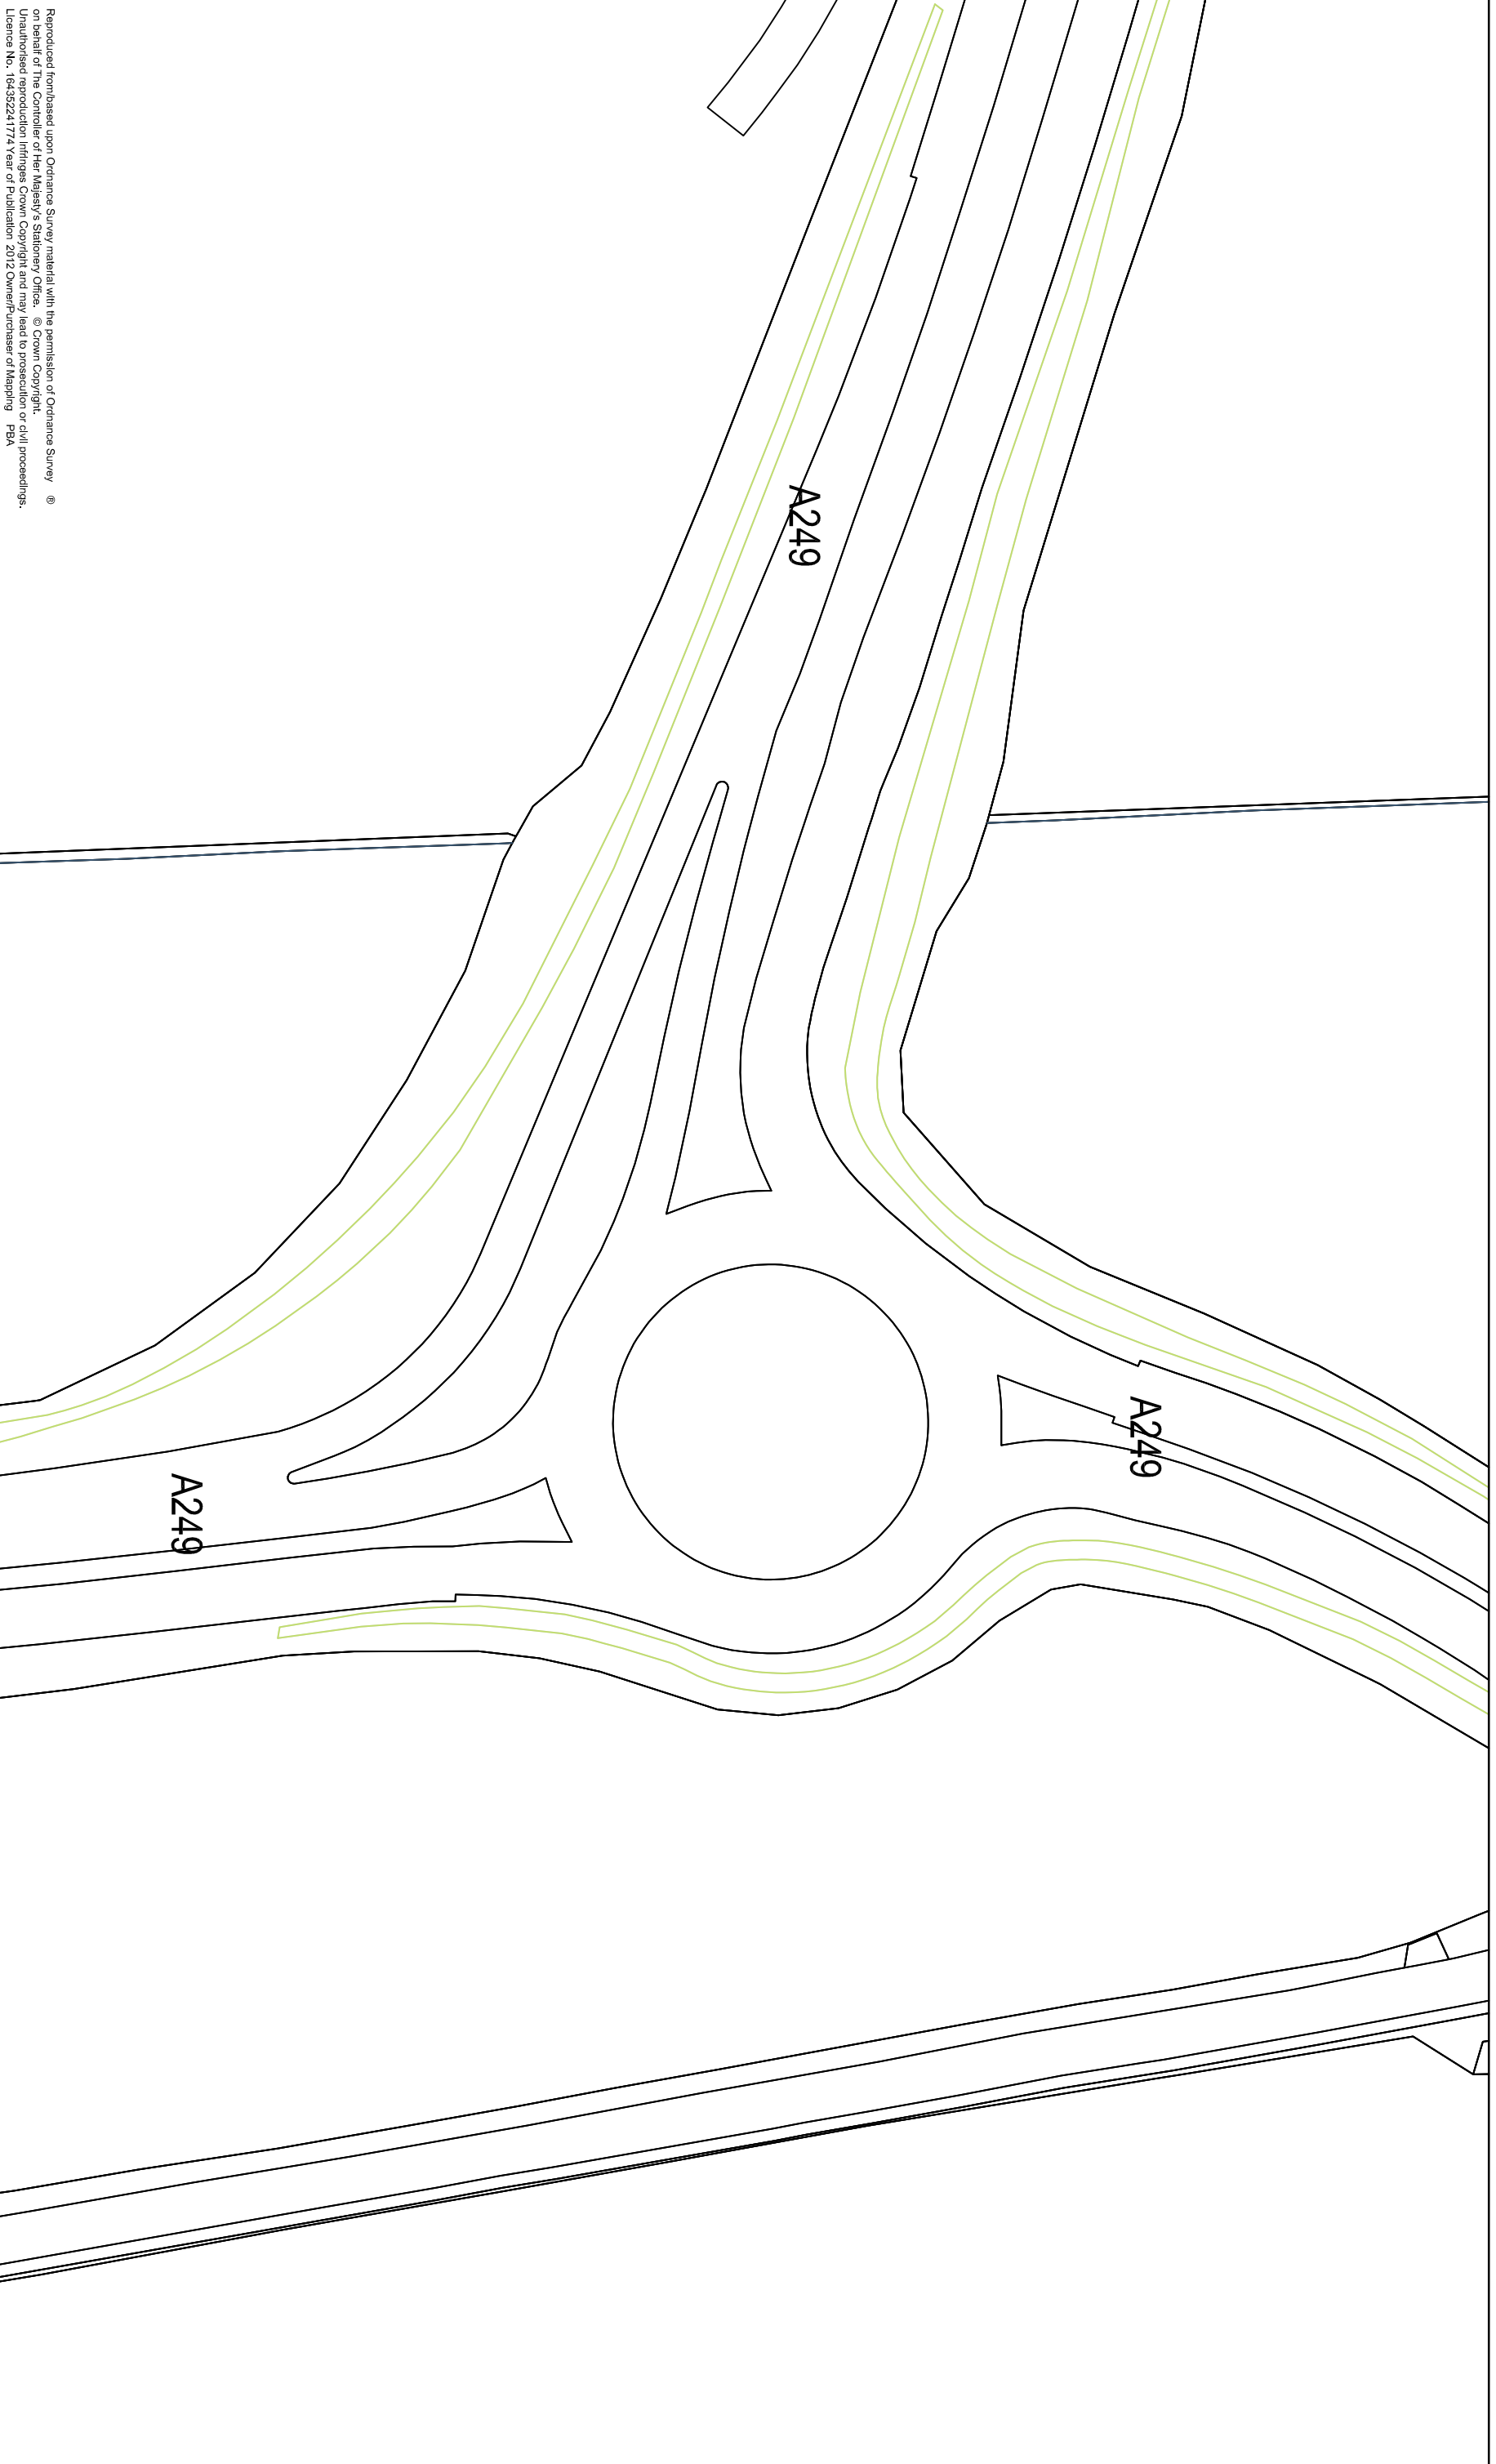 Reproduced from/based upon Ordnance Survey material with the permission of Ordnance Survey ®
on behalf of The Controller of Her Majesty's Stationery Office. © Crown Copyright.
Unauthorised reproduction infringes Crown Copyright and may lead to prosecution or civil proceedings.
Licence No. 164352241774 Year of Publication 2012 Owner/Purchaser of Mapping PBA
A249
A249
A249